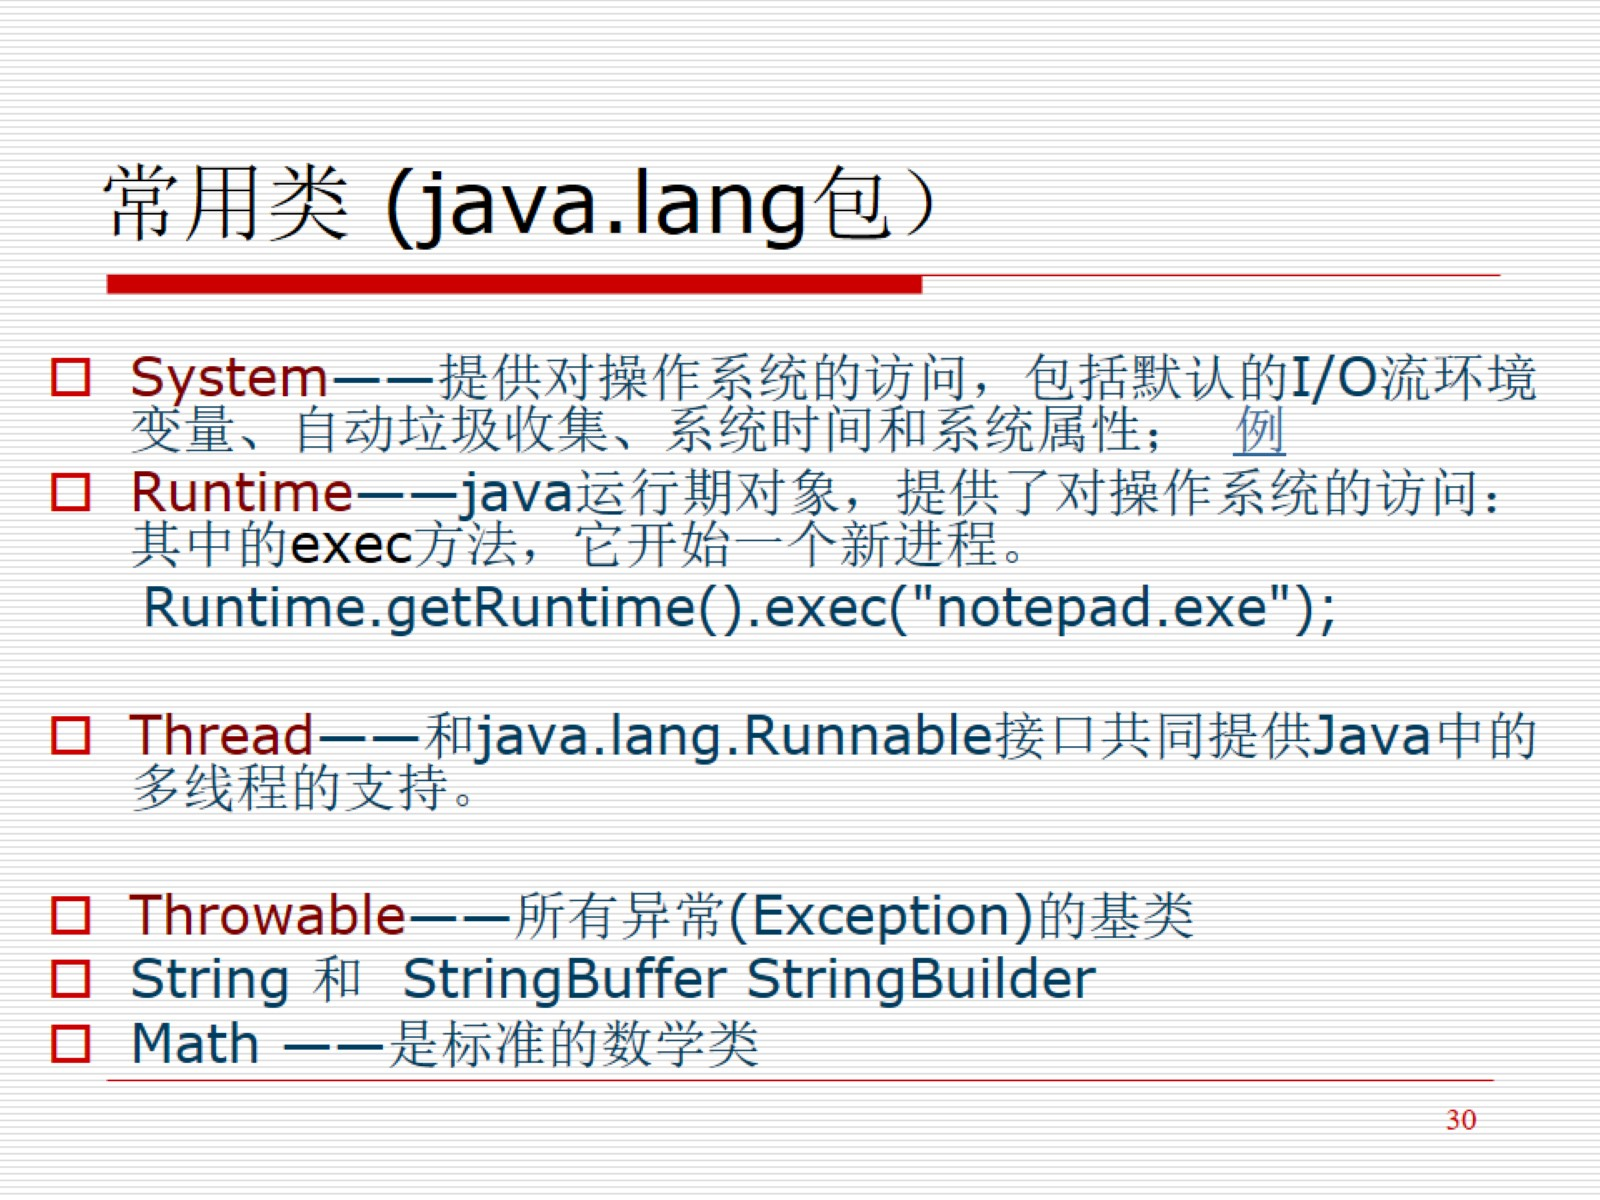 常用类 (java.lang包）
System——提供对操作系统的访问，包括默认的I/O流环境
变量、自动垃圾收集、系统时间和系统属性； 例
Runtime——java运行期对象，提供了对操作系统的访问：
其中的exec方法，它开始一个新进程。
Runtime.getRuntime().exec("notepad.exe");
Thread——和java.lang.Runnable接口共同提供Java中的
多线程的支持。
Throwable——所有异常(Exception)的基类
String 和 StringBuffer StringBuilder
Math ——是标准的数学类
30